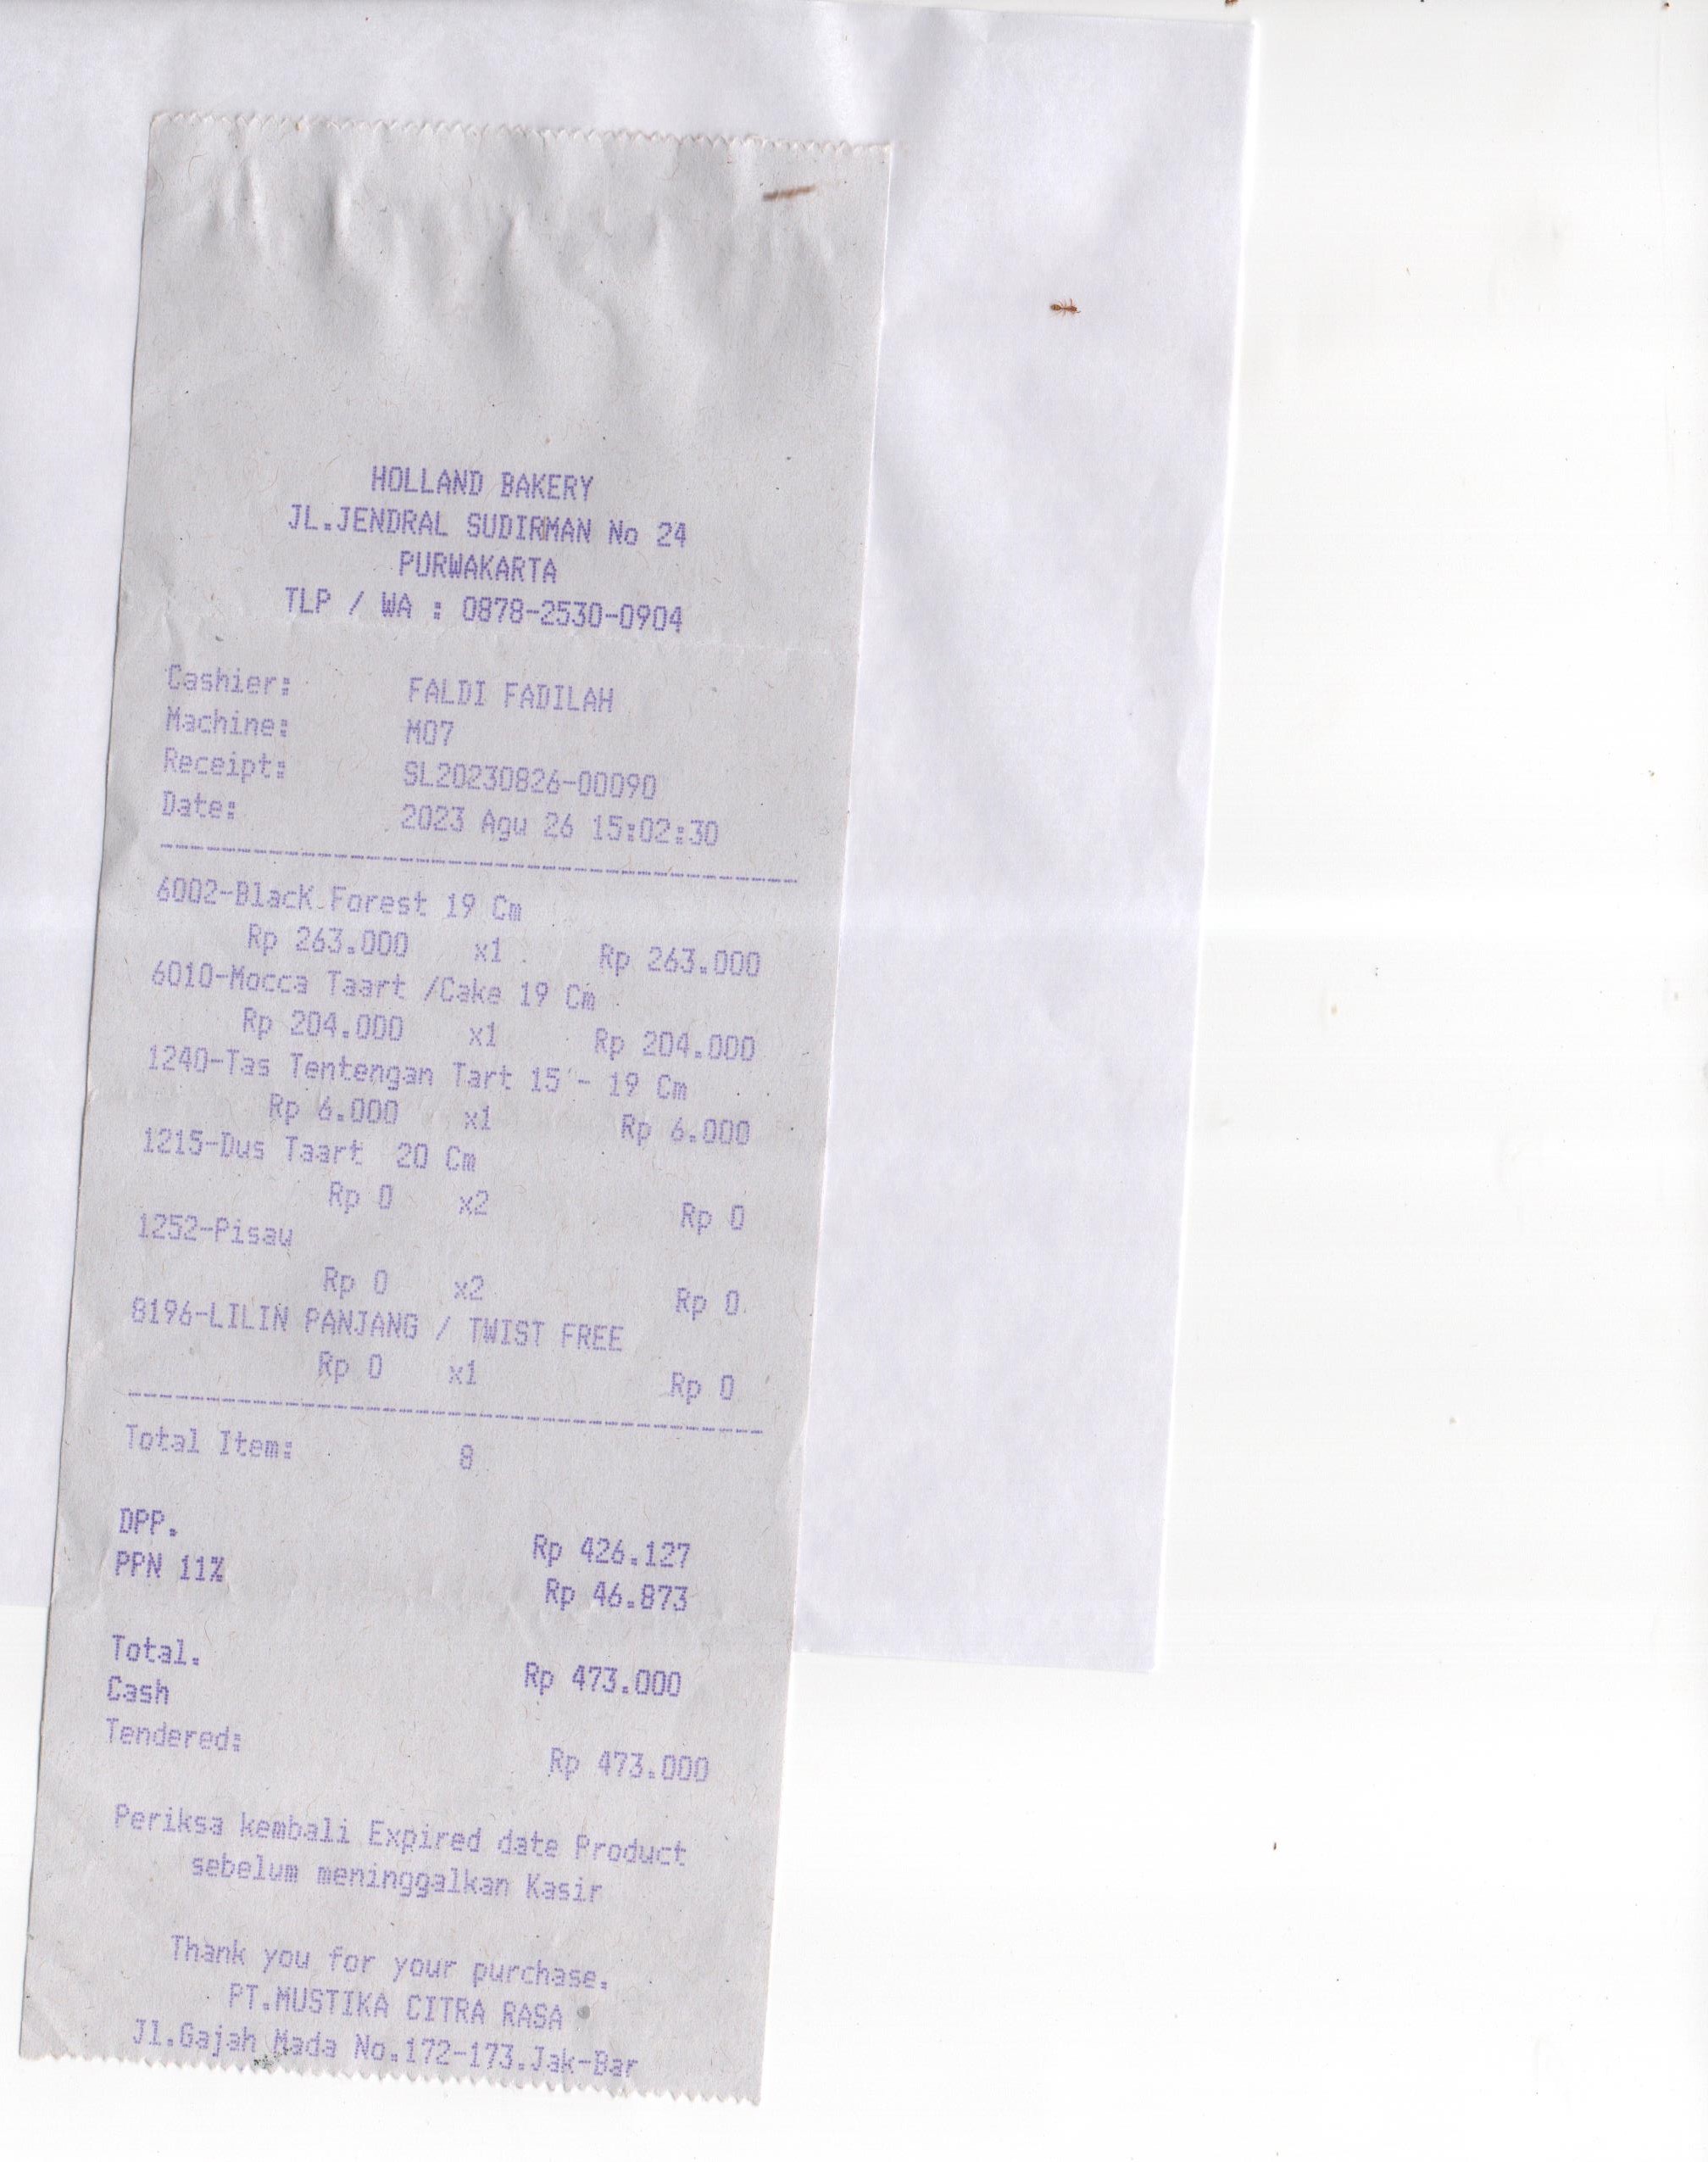 HOLLAND BAKERY
JL.JENDRAL SUDIRMAN No 24
PURWAKARTA
TLP / WA : 0878-2530-0904
Cashier: FALDI FADILAH
Machine: M07
Receipt: SL20230826-00090
Date: 2023 Agu 26 15:02:30
6002-BlacK Forest 19 Cm
Rp 263.000 x1 Rp 263.000
6010-Mocca Taart /Cake 19 Cm
Rp 204.000 x1 Rp 204.000
1240-Tas Tentengan Tart 15 - 19 Cm
Rp 6.000 x1 Rp 6.000
1215-Dus Taart 20 Cm
Rp 0 x2 Rp 0
1252-Pisau
Rp 0 x2 Rp 0
8196-LILIN PANJANG / TWIST FREE
Rp 0 x1 Rp 0
Total Item: 8
DPP. Rp 426.127
PPN 11% Rp 46.873
Total. Rp 473.000
Cash
Tendered: Rp 473.000
Periksa kembali Expired date Product
sebelum meninggalkan Kasir
Thank you for your purchase.
PT.MUSTIKA CITRA RASA
Jl.Gajah Mada No.172-173.Jak-Bar